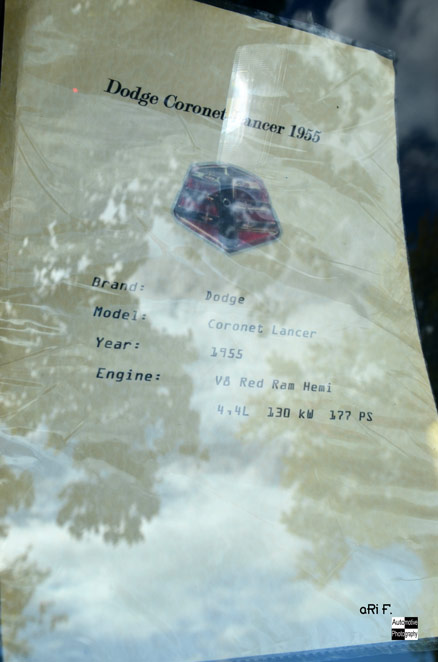 Dodge Coronet Lancer 1955
Brand: Dodge
Model: Coronet Lancer
Year: 1955
Engine: V8 Red Ram Hemi
4,4L 130 kW 177 PS
aRi F.
Automotive
Photography